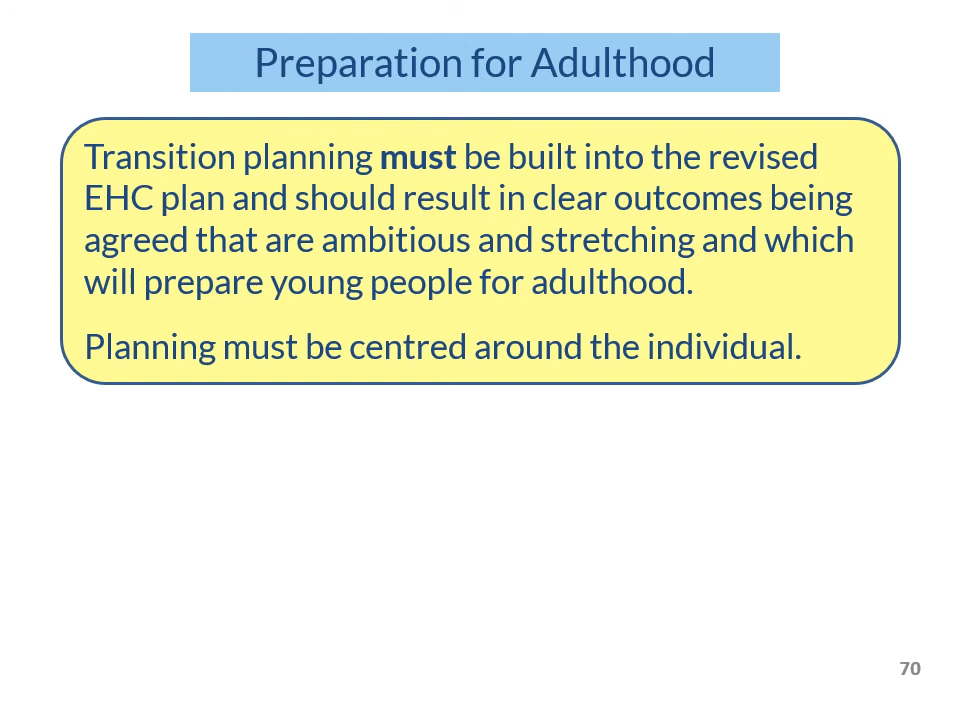 Preparation for Adulthood
Transition planning must be built into the revised
EHC plan and should result in clear outcomes being
agreed that are ambitious and stretching and which
will prepare young people for adulthood.
Planning must be centred around the individual.
70